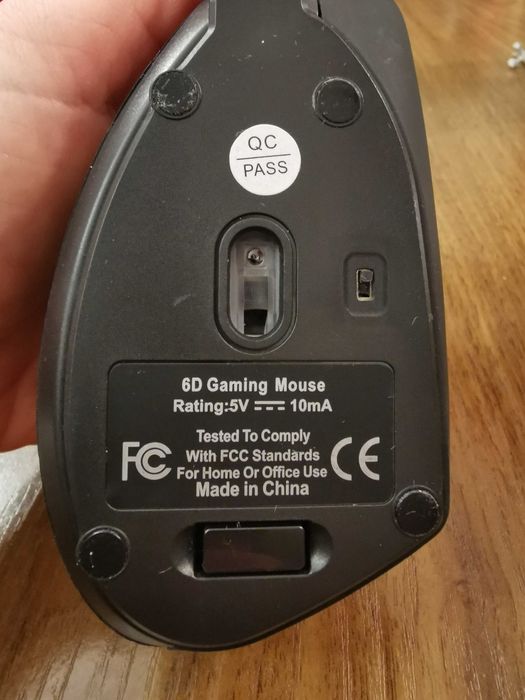 QC
PASS
6D Gaming Mouse
Rating:5V ⎓ 10mA
Tested To Comply
With FCC Standards
For Home Or Office Use
Made in China
FC
CE